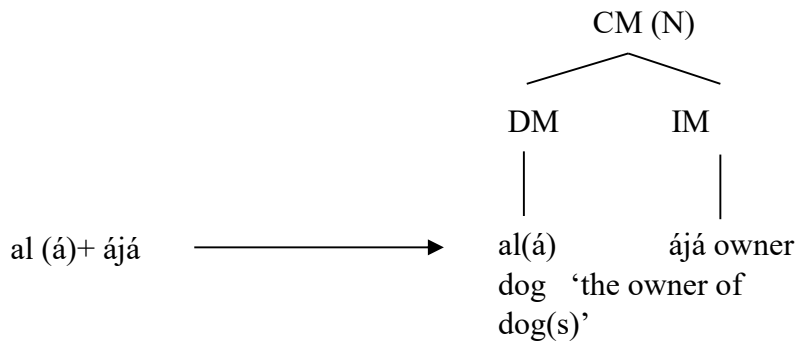 CM (N)
DM IM
al (á)+ ájá
al(á) ájá owner
dog ‘the owner of
dog(s)’